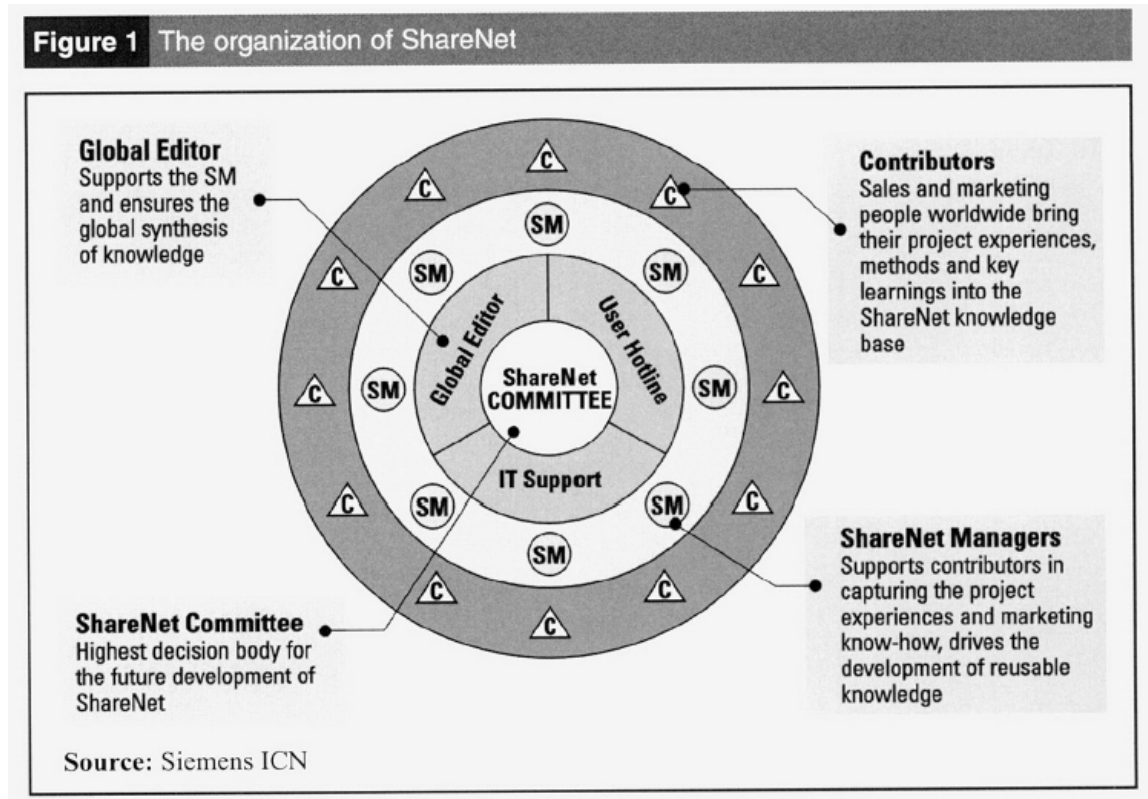 Figure 1 The organization of ShareNet
Global Editor
Supports the SM
and ensures the
global synthesis
of knowledge
Contributors
Sales and marketing
people worldwide bring
their project experiences,
methods and key
learnings into the
ShareNet knowledge
base
C
C
C
C
C
C
C
C
C
C
C
C
SM
SM
SM
SM
SM
SM
SM
SM
Global Editor
User Hotline
ShareNet
COMMITTEE
IT Support
ShareNet Committee
Highest decision body for
the future development of
ShareNet
ShareNet Managers
Supports contributors in
capturing the project
experiences and marketing
know-how, drives the
development of reusable
knowledge
Source: Siemens ICN